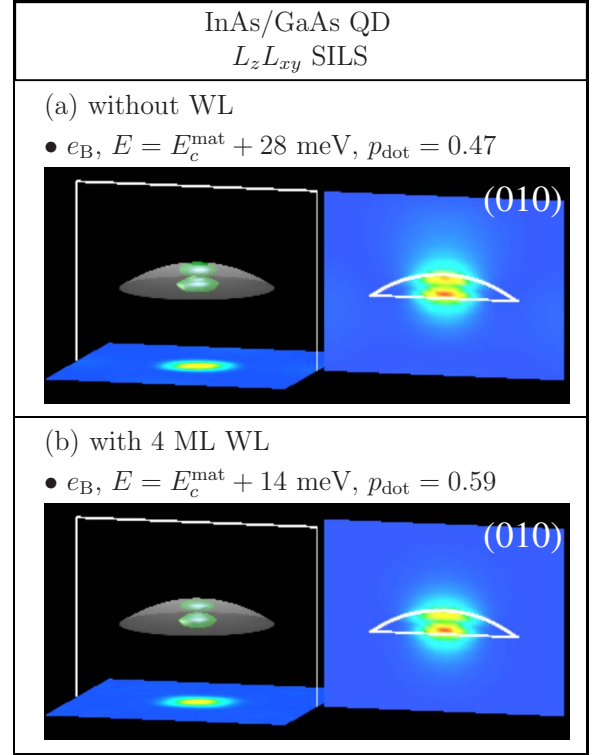 InAs/GaAs QD
L_z L_xy SILS
(a) without WL
• e_B, E = E_c^mat + 28 meV, p_dot = 0.47
(010)
(b) with 4 ML WL
• e_B, E = E_c^mat + 14 meV, p_dot = 0.59
(010)